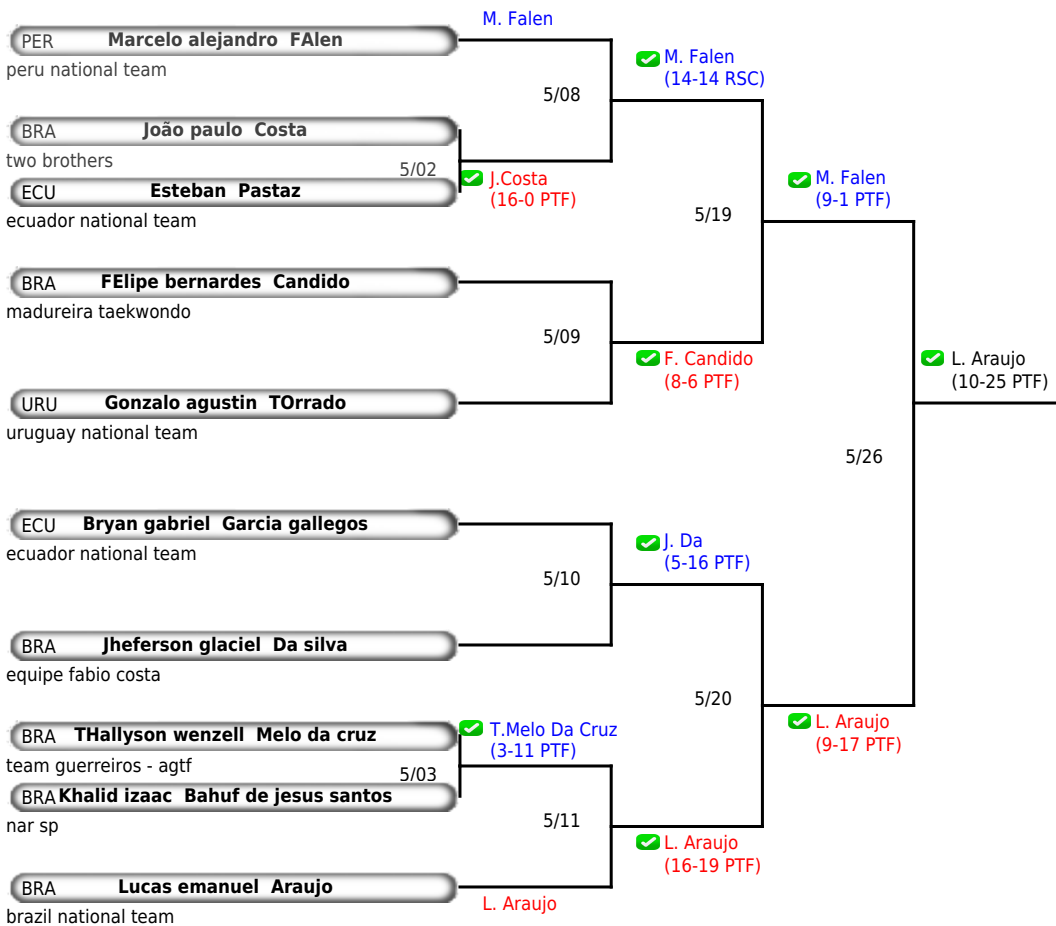 M. Falen
PER Marcelo alejandro FAlen
peru national team
M. Falen
(14-14 RSC)
5/08
BRA João paulo Costa
two brothers
5/02
J.Costa
(16-0 PTF)
ECU Esteban Pastaz
ecuador national team
M. Falen
(9-1 PTF)
5/19
BRA FElipe bernardes Candido
madureira taekwondo
5/09
F. Candido
(8-6 PTF)
L. Araujo
(10-25 PTF)
URU Gonzalo agustin TOrrado
uruguay national team
5/26
ECU Bryan gabriel Garcia gallegos
ecuador national team
J. Da
(5-16 PTF)
5/10
BRA Jheferson glaciel Da silva
equipe fabio costa
5/20
L. Araujo
(9-17 PTF)
BRA THallyson wenzell Melo da cruz
team guerreiros - agtf
T.Melo Da Cruz
(3-11 PTF)
5/03
BRA Khalid izaac Bahuf de jesus santos
nar sp
5/11
L. Araujo
(16-19 PTF)
BRA Lucas emanuel Araujo
brazil national team
L. Araujo